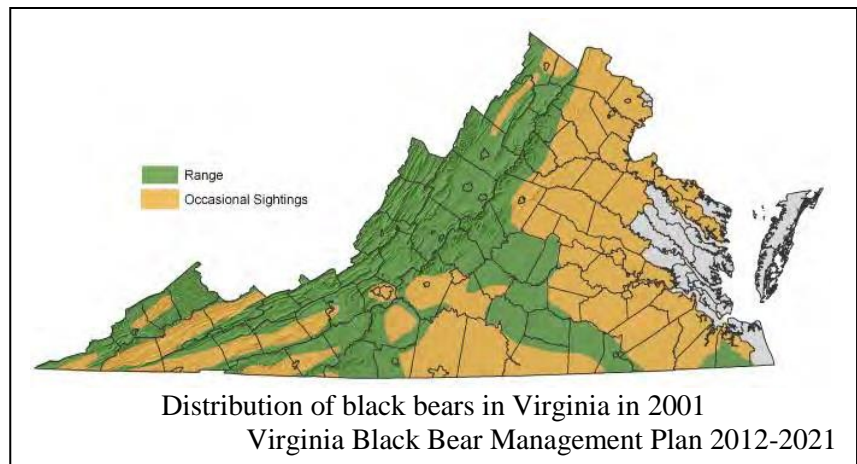 Range
Occasional Sightings
Distribution of black bears in Virginia in 2001
Virginia Black Bear Management Plan 2012-2021